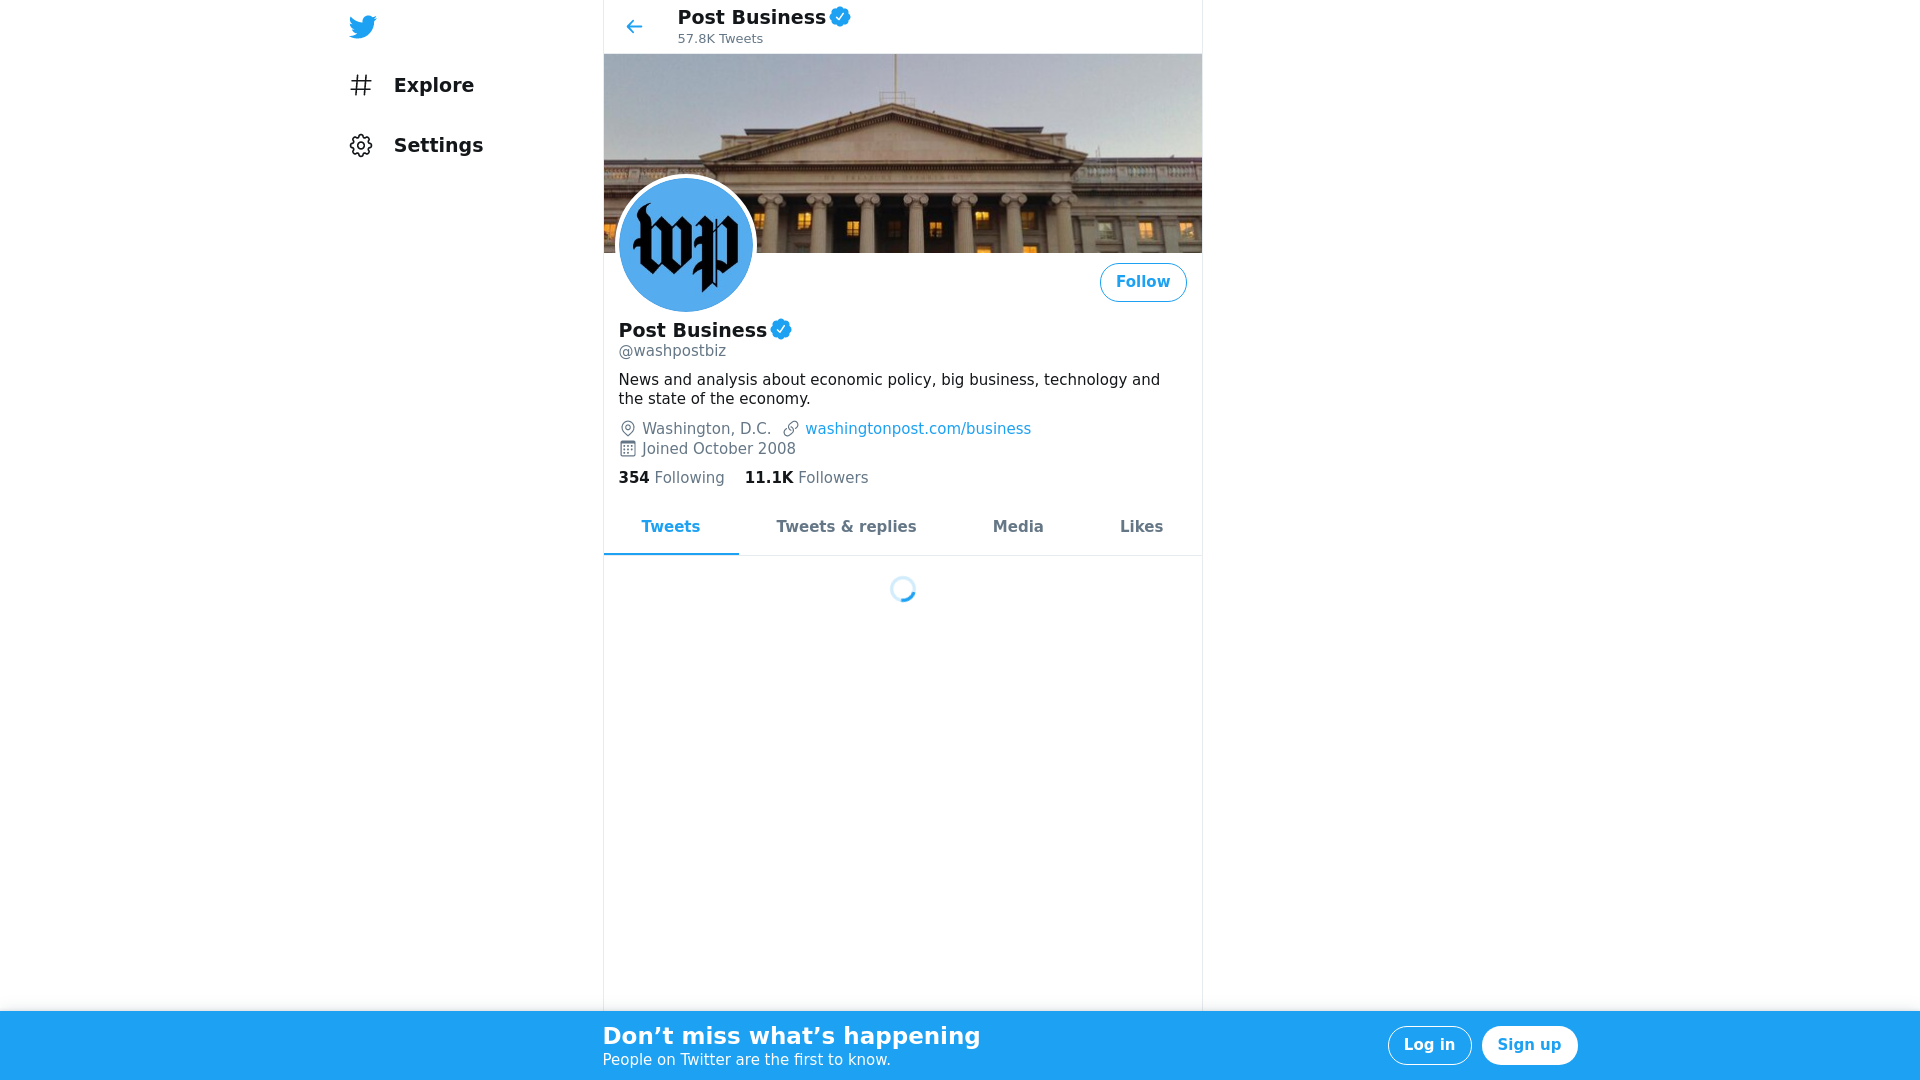 Post Business
57.8K Tweets
Explore
Settings
wp
Follow
Post Business
@washpostbiz
News and analysis about economic policy, big business, technology and
the state of the economy.
Washington, D.C. washingtonpost.com/business
Joined October 2008
354 Following 11.1K Followers
Tweets Tweets & replies Media Likes
Don’t miss what’s happening
People on Twitter are the first to know.
Log in Sign up